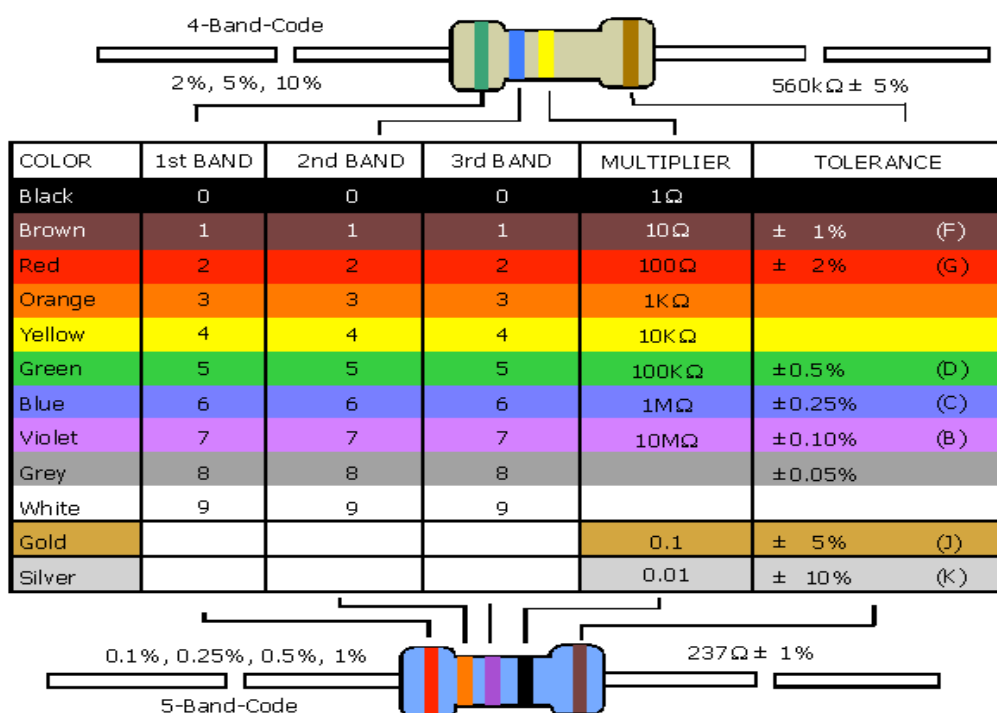 4-Band-Code
2%, 5%, 10%
560kΩ ± 5%
COLOR 1st BAND 2nd BAND 3rd BAND MULTIPLIER TOLERANCE
Black 0 0 0 1Ω
Brown 1 1 1 10Ω ± 1% (F)
Red 2 2 2 100Ω ± 2% (G)
Orange 3 3 3 1KΩ
Yellow 4 4 4 10KΩ
Green 5 5 5 100KΩ ±0.5% (D)
Blue 6 6 6 1MΩ ±0.25% (C)
Violet 7 7 7 10MΩ ±0.10% (B)
Grey 8 8 8 ±0.05%
White 9 9 9
Gold 0.1 ± 5% (J)
Silver 0.01 ± 10% (K)
0.1%, 0.25%, 0.5%, 1%
237Ω ± 1%
5-Band-Code